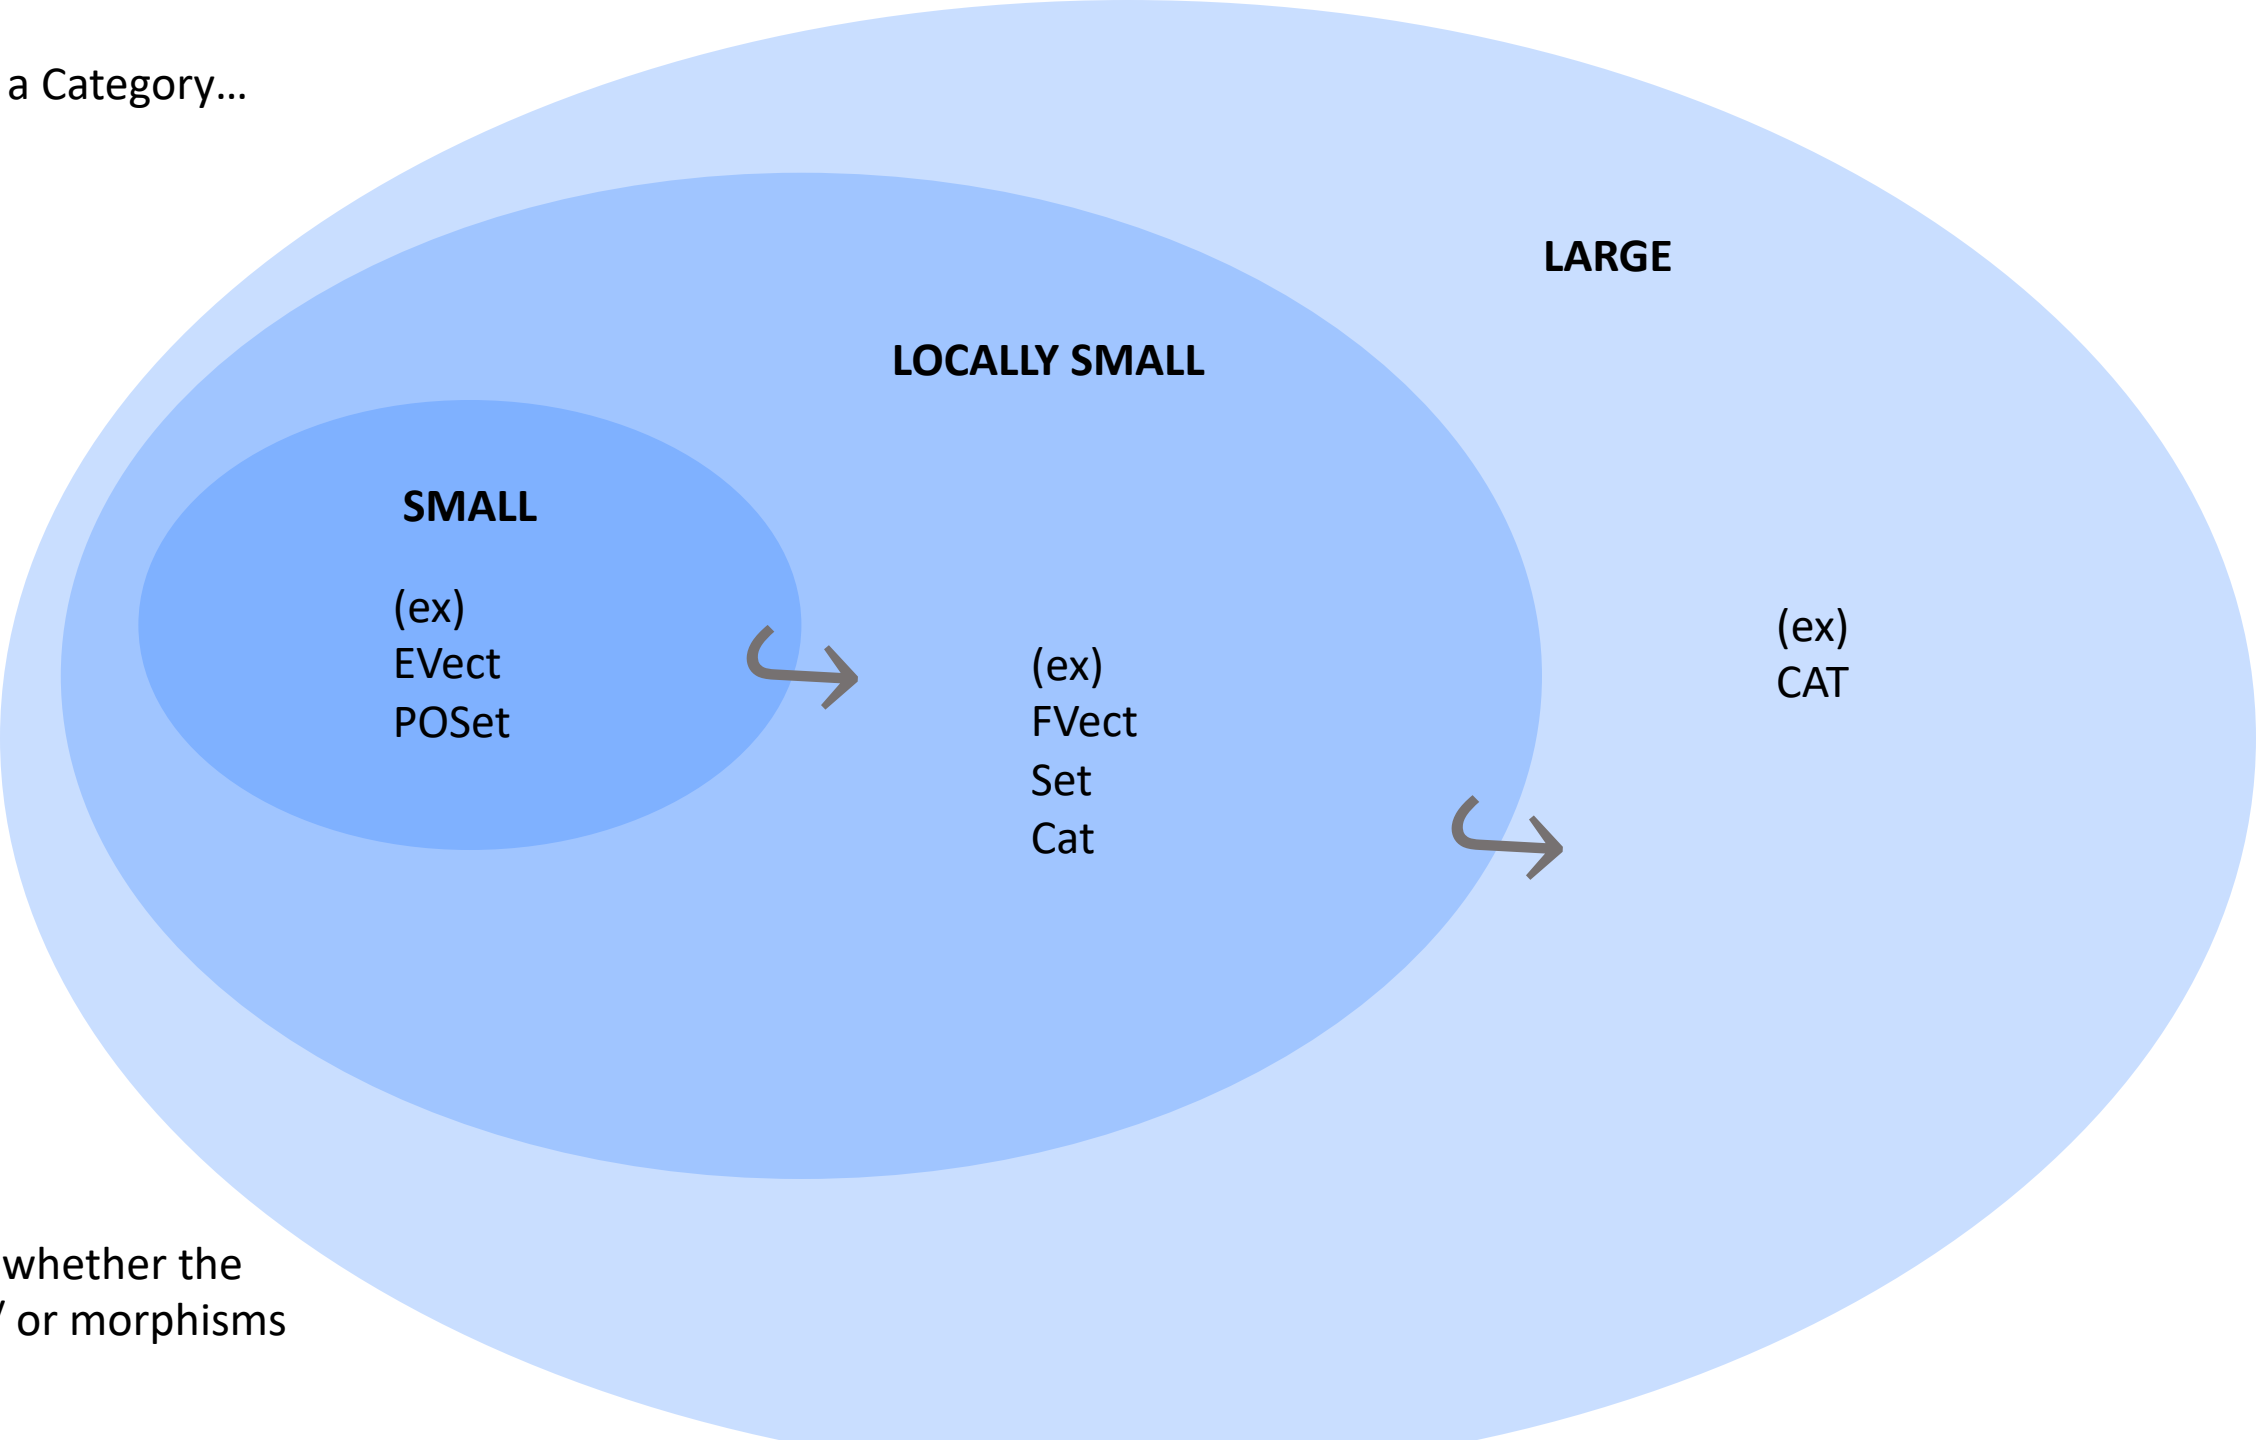 a Category…
LARGE
LOCALLY SMALL
SMALL
(ex)
EVect
POSet
(ex)
FVect
Set
Cat
(ex)
CAT
whether the
/ or morphisms